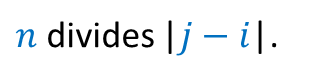 n divides |j − i|.